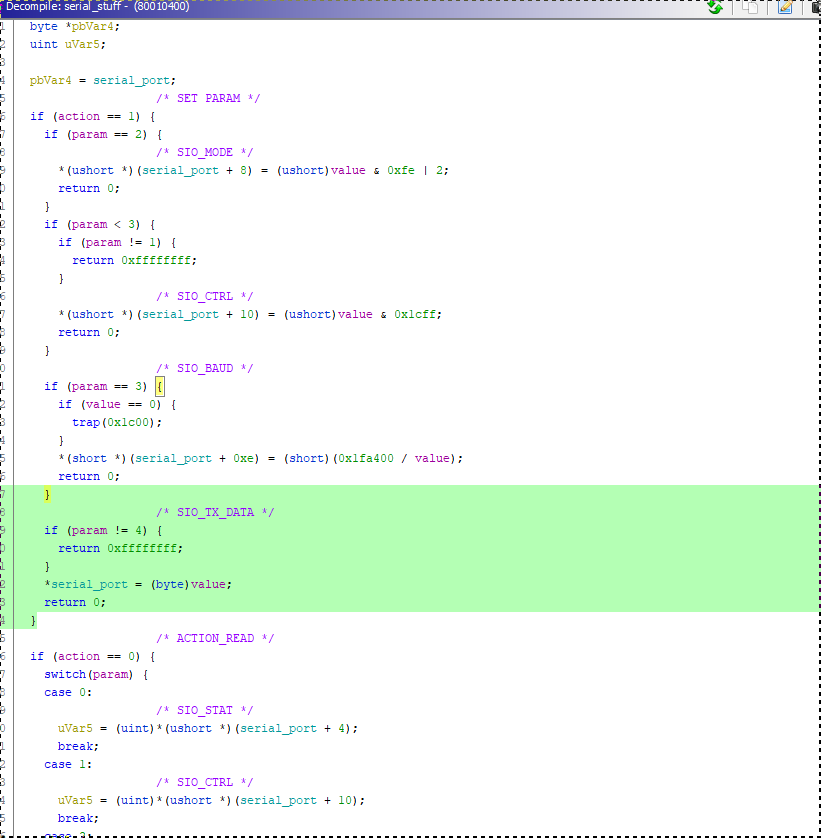 Decompile: serial_stuff - (80010400)
byte *pbVar4;
uint uVar5;
pbVar4 = serial_port;
/* SET PARAM */
if (action == 1) {
if (param == 2) {
/* SIO_MODE */
*(ushort *)(serial_port + 8) = (ushort)value & 0xfe | 2;
return 0;
}
if (param < 3) {
if (param != 1) {
return 0xffffffff;
}
/* SIO_CTRL */
*(ushort *)(serial_port + 10) = (ushort)value & 0x1cff;
return 0;
}
/* SIO_BAUD */
if (param == 3) {
if (value == 0) {
trap(0x1c00);
}
*(short *)(serial_port + 0xe) = (short)(0x1fa400 / value);
return 0;
}
/* SIO_TX_DATA */
if (param != 4) {
return 0xffffffff;
}
*serial_port = (byte)value;
return 0;
}
/* ACTION_READ */
if (action == 0) {
switch(param) {
case 0:
/* SIO_STAT */
uVar5 = (uint)*(ushort *)(serial_port + 4);
break;
case 1:
/* SIO_CTRL */
uVar5 = (uint)*(ushort *)(serial_port + 10);
break;